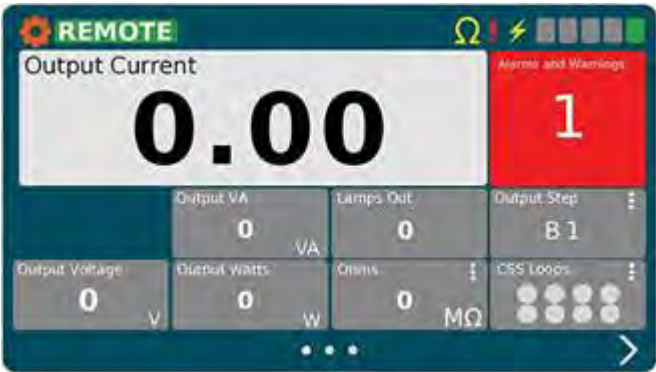 REMOTE Ω !
Output Current
0.00
Alarms and Warnings
1
Output VA
0
VA
Lamps Out
0
Output Step
B1
Output Voltage
0
V
Output Watts
0
W
Ohms
0
MΩ
CSS Loops